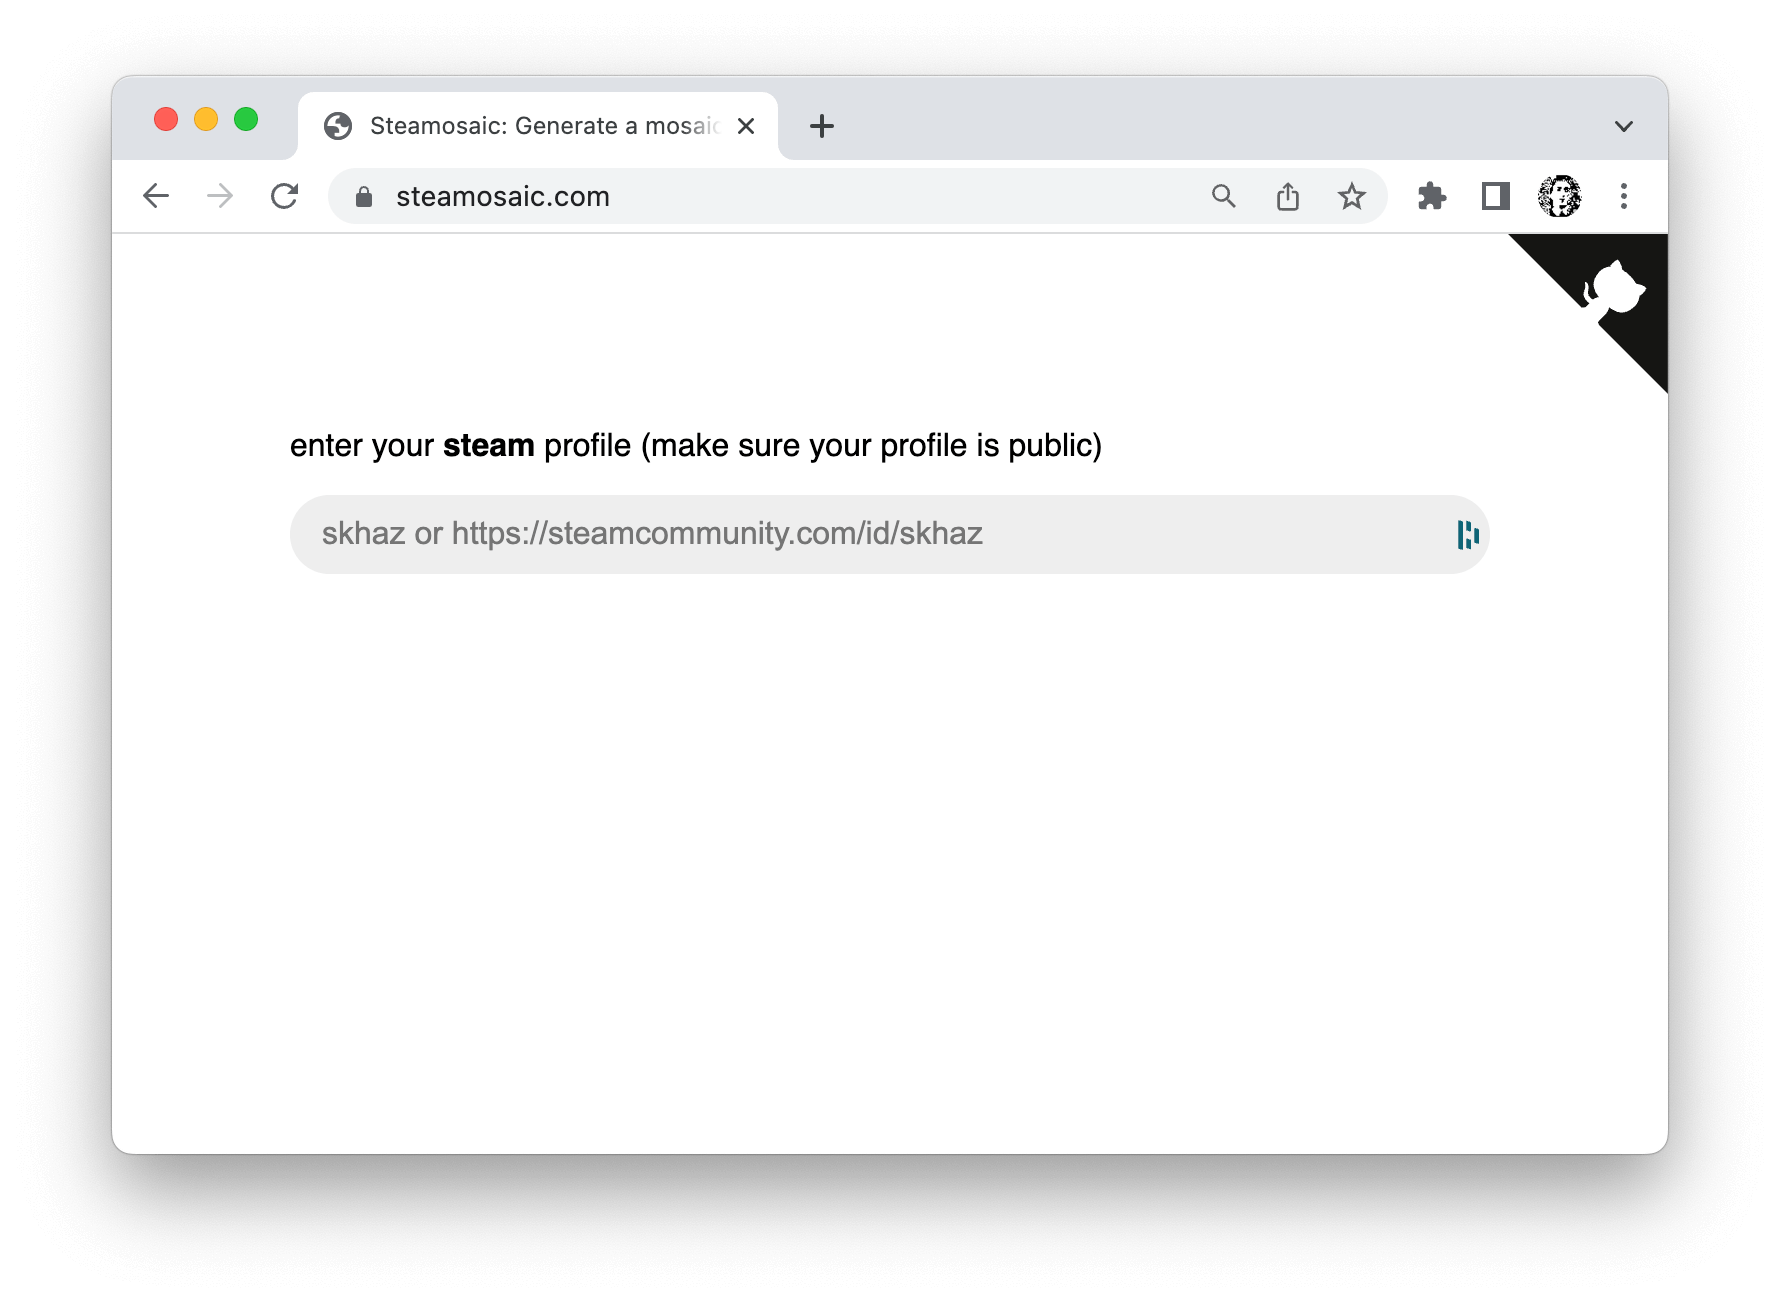 Steamosaic: Generate a mosaic
steamosaic.com
enter your steam profile (make sure your profile is public)
skhaz or https://steamcommunity.com/id/skhaz